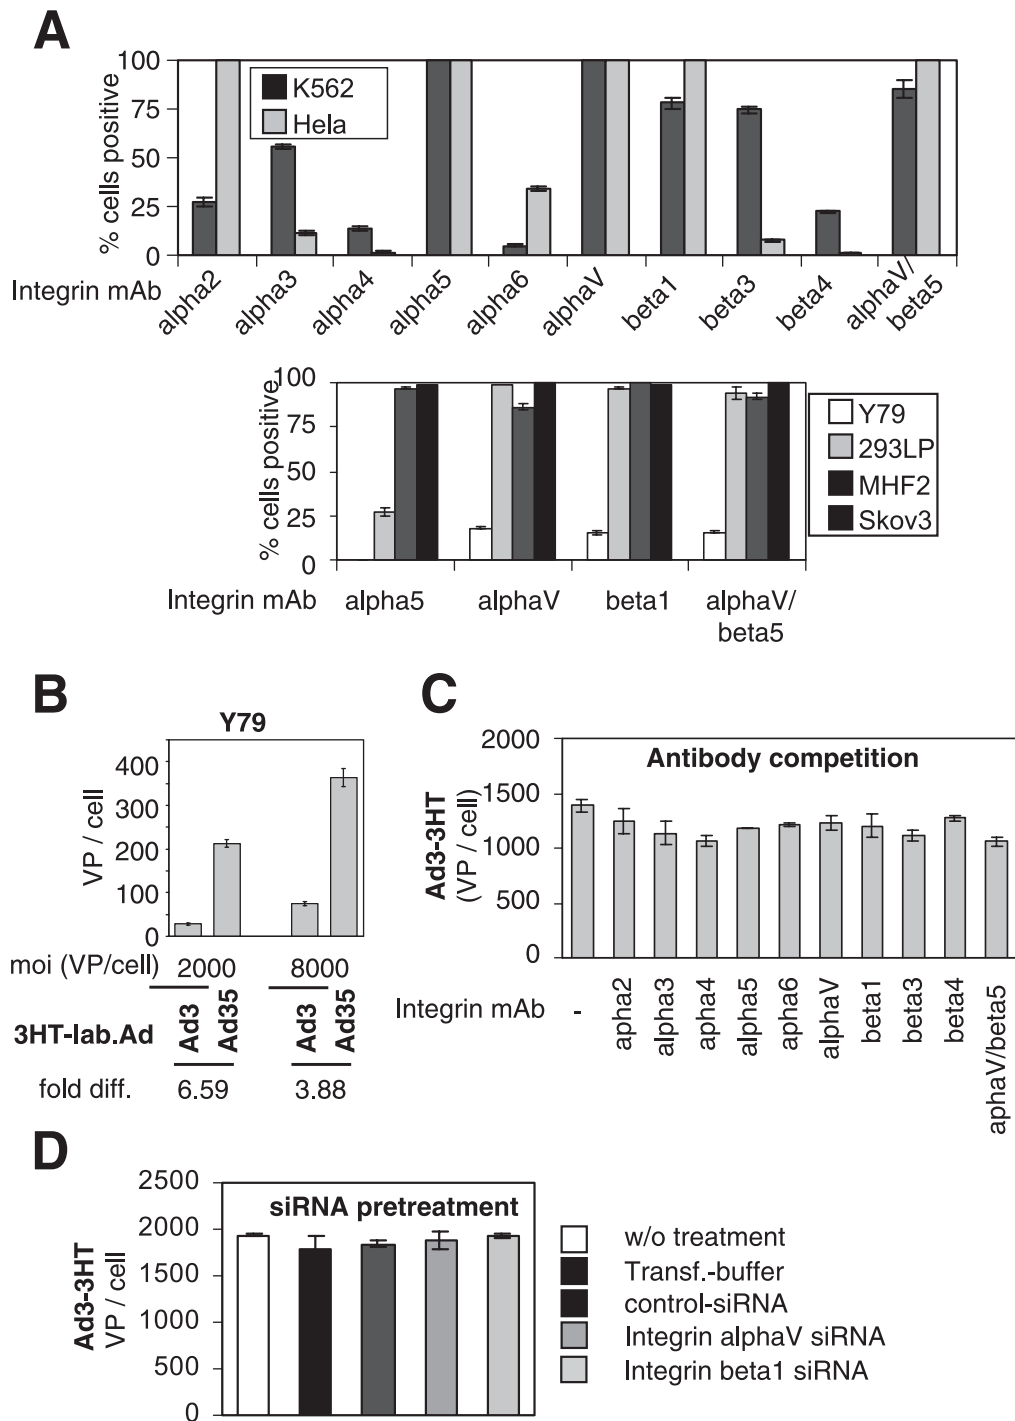 A
100
75
50
25
0
% cells positive
K562
Hela
Integrin mAb
alpha2
alpha3
alpha4
alpha5
alpha6
alphaV
beta1
beta3
beta4
alphaV/
beta5
100
75
50
25
0
% cells positive
Y79
293LP
MHF2
Skov3
Integrin mAb
alpha5
alphaV
beta1
alphaV/
beta5
B
Y79
400
300
200
100
0
VP / cell
moi (VP/cell) 2000 8000
3HT-lab.Ad
Ad3
Ad35
Ad3
Ad35
fold diff. 6.59 3.88
C
Antibody competition
2000
1500
1000
500
0
Ad3-3HT
(VP / cell)
Integrin mAb
-
apha2
alpha3
apha4
alpha5
apha6
alphaV
beta1
beta3
beta4
aphaV/beta5
D
siRNA pretreatment
2500
2000
1500
1000
500
0
Ad3-3HT
VP / cell
w/o treatment
Transf.-buffer
control-siRNA
Integrin alphaV siRNA
Integrin beta1 siRNA